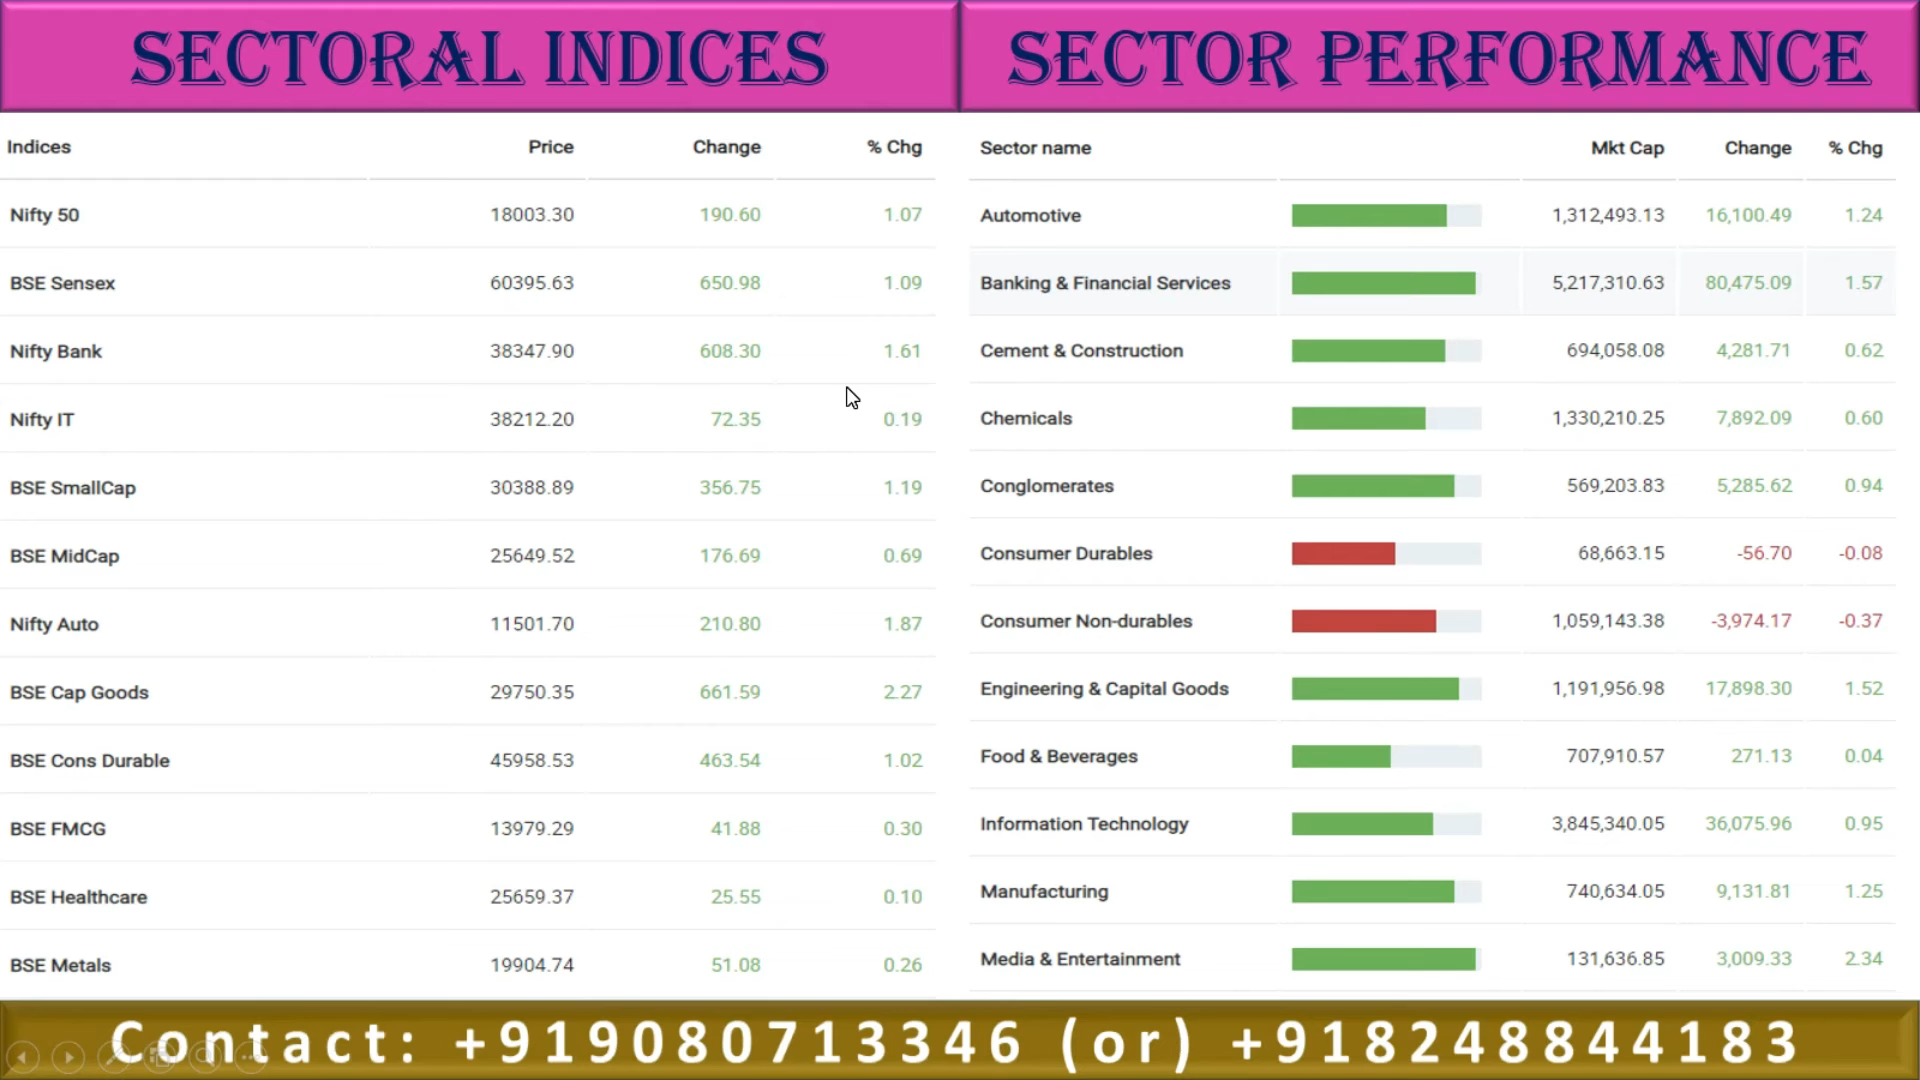 SECTORAL INDICES
Indices Price Change % Chg
Nifty 50 18003.30 190.60 1.07
BSE Sensex 60395.63 650.98 1.09
Nifty Bank 38347.90 608.30 1.61
Nifty IT 38212.20 72.35 0.19
BSE SmallCap 30388.89 356.75 1.19
BSE MidCap 25649.52 176.69 0.69
Nifty Auto 11501.70 210.80 1.87
BSE Cap Goods 29750.35 661.59 2.27
BSE Cons Durable 45958.53 463.54 1.02
BSE FMCG 13979.29 41.88 0.30
BSE Healthcare 25659.37 25.55 0.10
BSE Metals 19904.74 51.08 0.26
SECTOR PERFORMANCE
Sector name Mkt Cap Change % Chg
Automotive 1,312,493.13 16,100.49 1.24
Banking & Financial Services 5,217,310.63 80,475.09 1.57
Cement & Construction 694,058.08 4,281.71 0.62
Chemicals 1,330,210.25 7,892.09 0.60
Conglomerates 569,203.83 5,285.62 0.94
Consumer Durables 68,663.15 -56.70 -0.08
Consumer Non-durables 1,059,143.38 -3,974.17 -0.37
Engineering & Capital Goods 1,191,956.98 17,898.30 1.52
Food & Beverages 707,910.57 271.13 0.04
Information Technology 3,845,340.05 36,075.96 0.95
Manufacturing 740,634.05 9,131.81 1.25
Media & Entertainment 131,636.85 3,009.33 2.34
Contact: +919080713346 (or) +918248844183